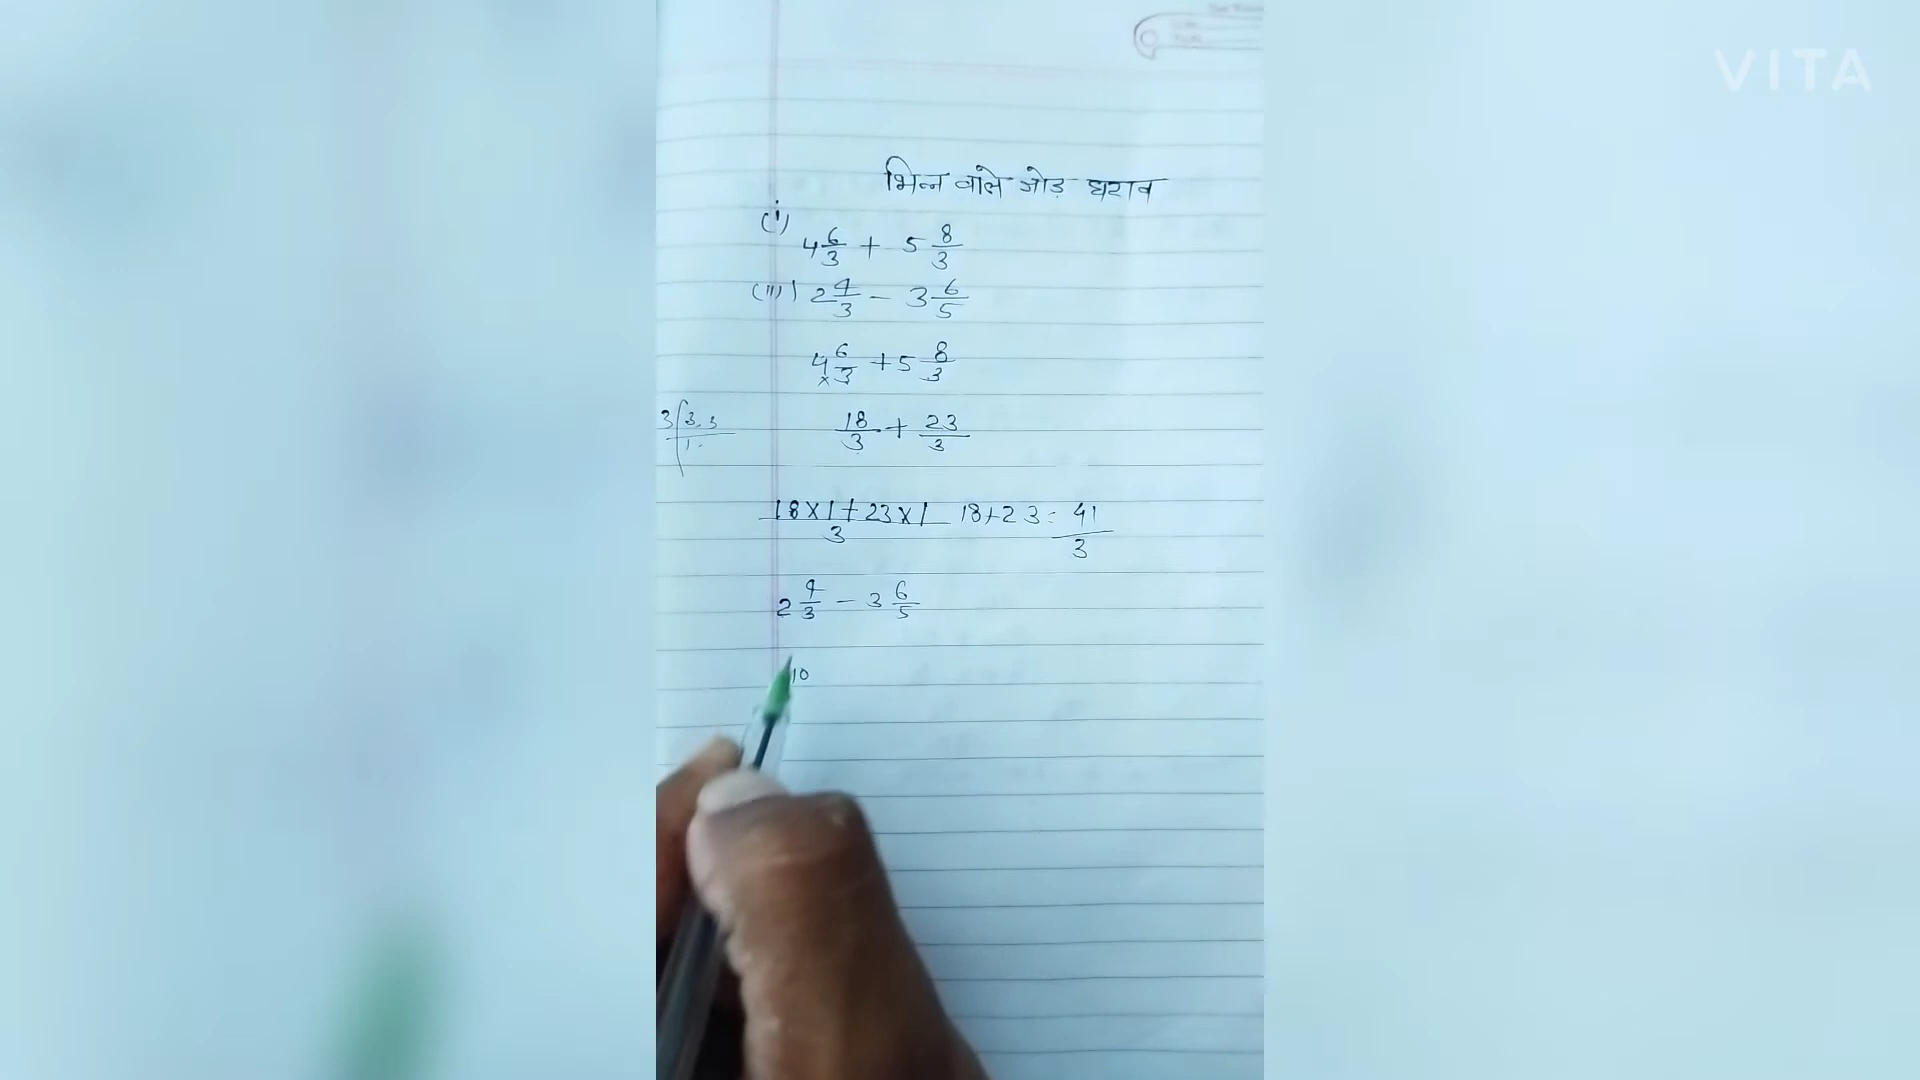 VITA
भिन्न वाले जोड़ घटाव
(i)
4 6/3 + 5 8/3
(ii) 2 4/3 - 3 6/5
4 6/3 + 5 8/3
×
3 3, 3
1
18/3 + 23/3
18×1+23×1/3 18+23= 41/3
2 4/3 - 3 6/5
10